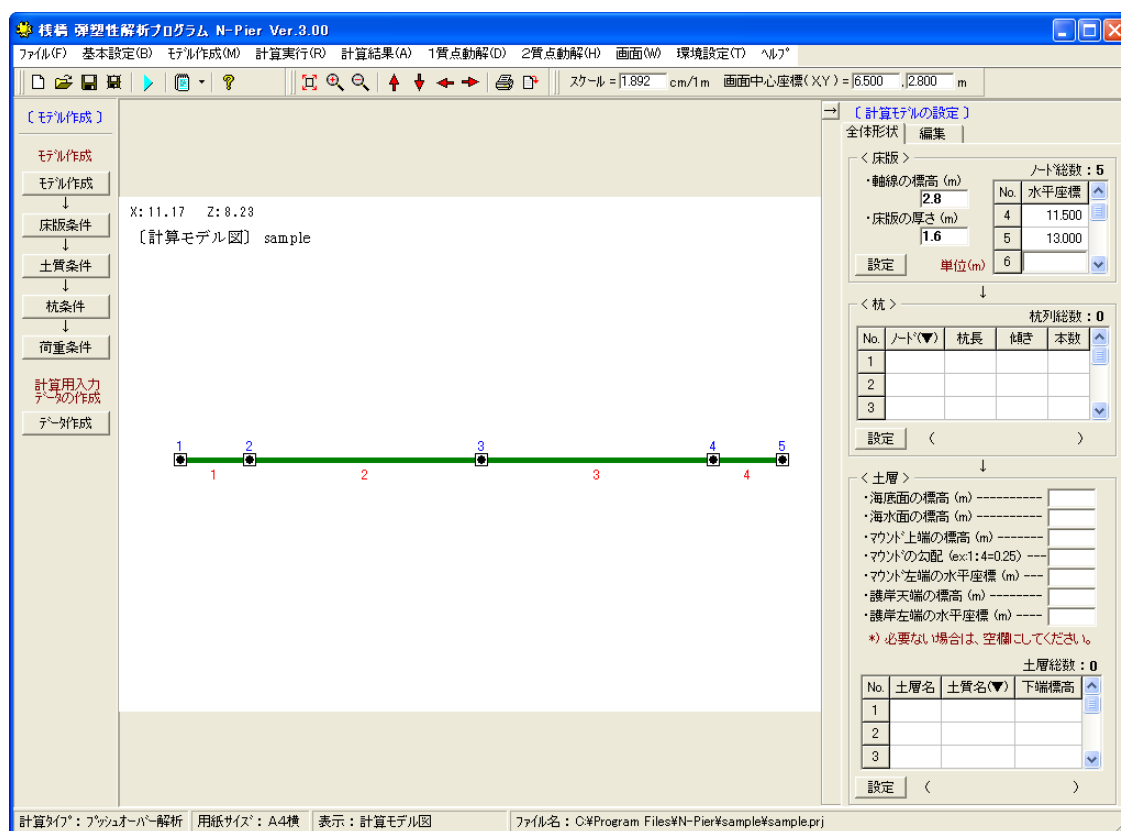 桟橋 弾塑性解析プログラム N-Pier Ver.3.00
ファイル(F) 基本設定(B) モデル作成(M) 計算実行(R) 計算結果(A) 1質点動解(D) 2質点動解(H) 画面(W) 環境設定(T) ヘルプ
スケール = 1.892 cm/1m 画面中心座標(X,Y) = 6.500 , 2.800 m
〔 モデル作成 〕
モデル作成
モデル作成
↓
床版条件
↓
土質条件
↓
杭条件
↓
荷重条件
計算用入力
データの作成
データ作成
X:11.17 Z:8.23
〔計算モデル図〕 sample
1 2 3 4 5
1 2 3 4
→ 〔 計算モデルの設定 〕
全体形状 編集
< 床版 >
ノード総数 : 5
・軸線の標高 (m)
2.8
・床版の厚さ (m)
1.6
設定 単位(m)
No. 水平座標
4 11.500
5 13.000
6
↓
< 杭 >
杭列総数 : 0
No. ノード(▼) 杭長 傾き 本数
1
2
3
設定 ( )
↓
< 土層 >
・海底面の標高 (m) ----------
・海水面の標高 (m) ----------
・マウンド上端の標高 (m) -------
・マウンドの勾配 (ex:1:4=0.25) ---
・マウンド左端の水平座標 (m) ---
・護岸天端の標高 (m) --------
・護岸左端の水平座標 (m) ----
*) 必要ない場合は、空欄にしてください。
土層総数 : 0
No. 土層名 土質名(▼) 下端標高
1
2
3
設定 ( )
計算タイプ : プッシュオーバー解析 用紙サイズ : A4横 表示 : 計算モデル図 ファイル名 : C:¥Program Files¥N-Pier¥sample¥sample.prj